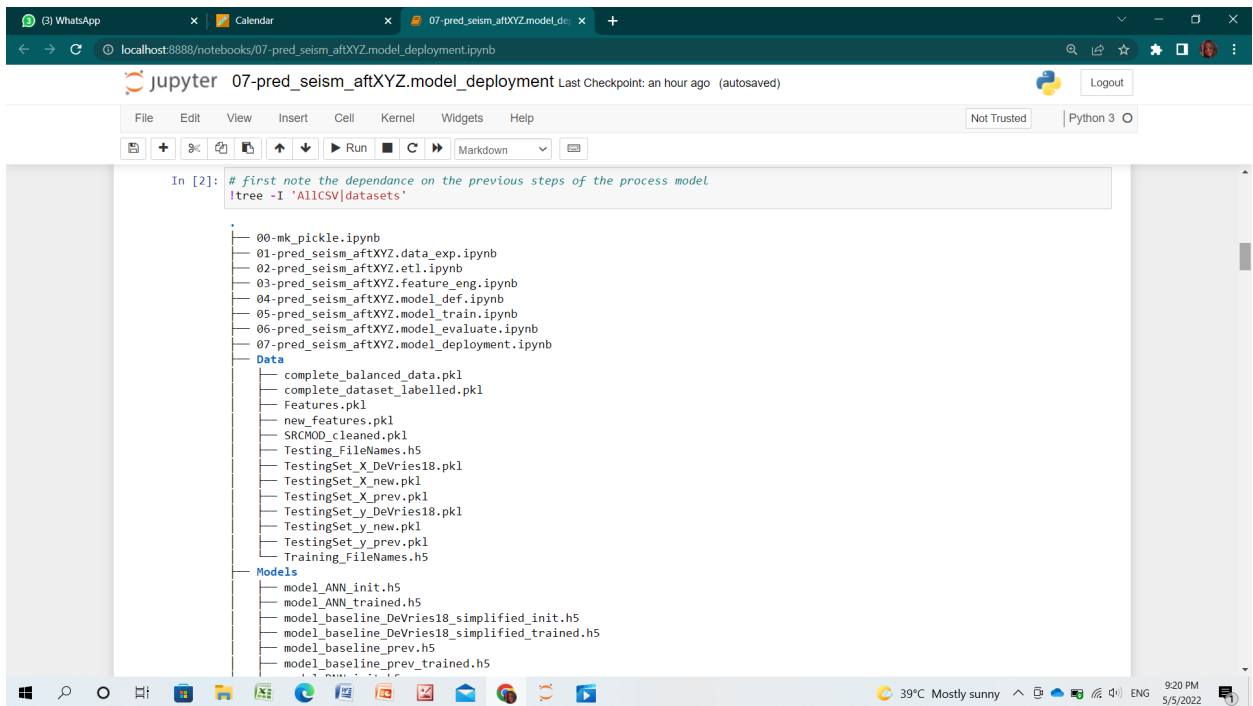 (3) WhatsApp
Calendar
07-pred_seism_aftXYZ.model_de
localhost:8888/notebooks/07-pred_seism_aftXYZ.model_deployment.ipynb
jupyter 07-pred_seism_aftXYZ.model_deployment Last Checkpoint: an hour ago (autosaved)
Logout
File Edit View Insert Cell Kernel Widgets Help
Not Trusted
Python 3
Run
Markdown
In [2]: # first note the dependance on the previous steps of the process model
!tree -I 'AllCSV|datasets'
.
├── 00-mk_pickle.ipynb
├── 01-pred_seism_aftXYZ.data_exp.ipynb
├── 02-pred_seism_aftXYZ.etl.ipynb
├── 03-pred_seism_aftXYZ.feature_eng.ipynb
├── 04-pred_seism_aftXYZ.model_def.ipynb
├── 05-pred_seism_aftXYZ.model_train.ipynb
├── 06-pred_seism_aftXYZ.model_evaluate.ipynb
├── 07-pred_seism_aftXYZ.model_deployment.ipynb
├── Data
│   ├── complete_balanced_data.pkl
│   ├── complete_dataset_labelled.pkl
│   ├── Features.pkl
│   ├── new_features.pkl
│   ├── SRCMOD_cleaned.pkl
│   ├── Testing_FileNames.h5
│   ├── TestingSet_X_DeVries18.pkl
│   ├── TestingSet_X_new.pkl
│   ├── TestingSet_X_prev.pkl
│   ├── TestingSet_y_DeVries18.pkl
│   ├── TestingSet_y_new.pkl
│   ├── TestingSet_y_prev.pkl
│   └── Training_FileNames.h5
├── Models
│   ├── model_ANN_init.h5
│   ├── model_ANN_trained.h5
│   ├── model_baseline_DeVries18_simplified_init.h5
│   ├── model_baseline_DeVries18_simplified_trained.h5
│   ├── model_baseline_prev.h5
│   ├── model_baseline_prev_trained.h5
39°C Mostly sunny
ENG
9:20 PM
5/5/2022